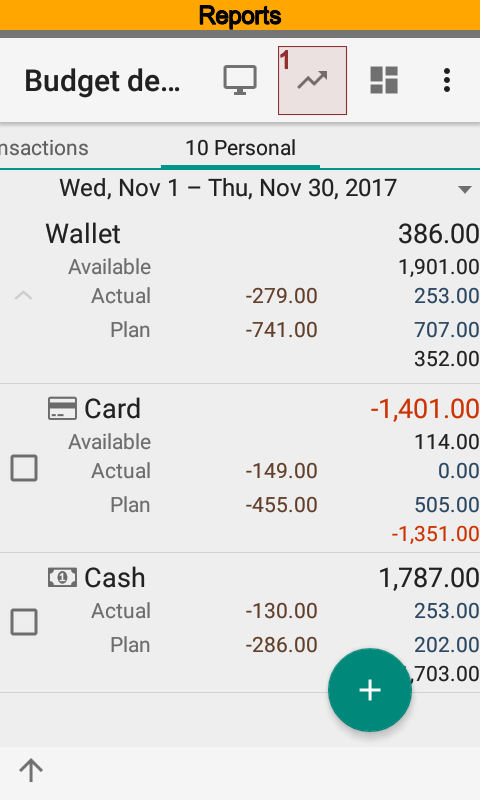 Reports
1
Budget de...
nsactions 10 Personal
Wed, Nov 1 – Thu, Nov 30, 2017
Wallet 386.00
Available 1,901.00
Actual -279.00 253.00
Plan -741.00 707.00
352.00
Card -1,401.00
Available 114.00
Actual -149.00 0.00
Plan -455.00 505.00
-1,351.00
Cash 1,787.00
Actual -130.00 253.00
Plan -286.00 202.00
,703.00